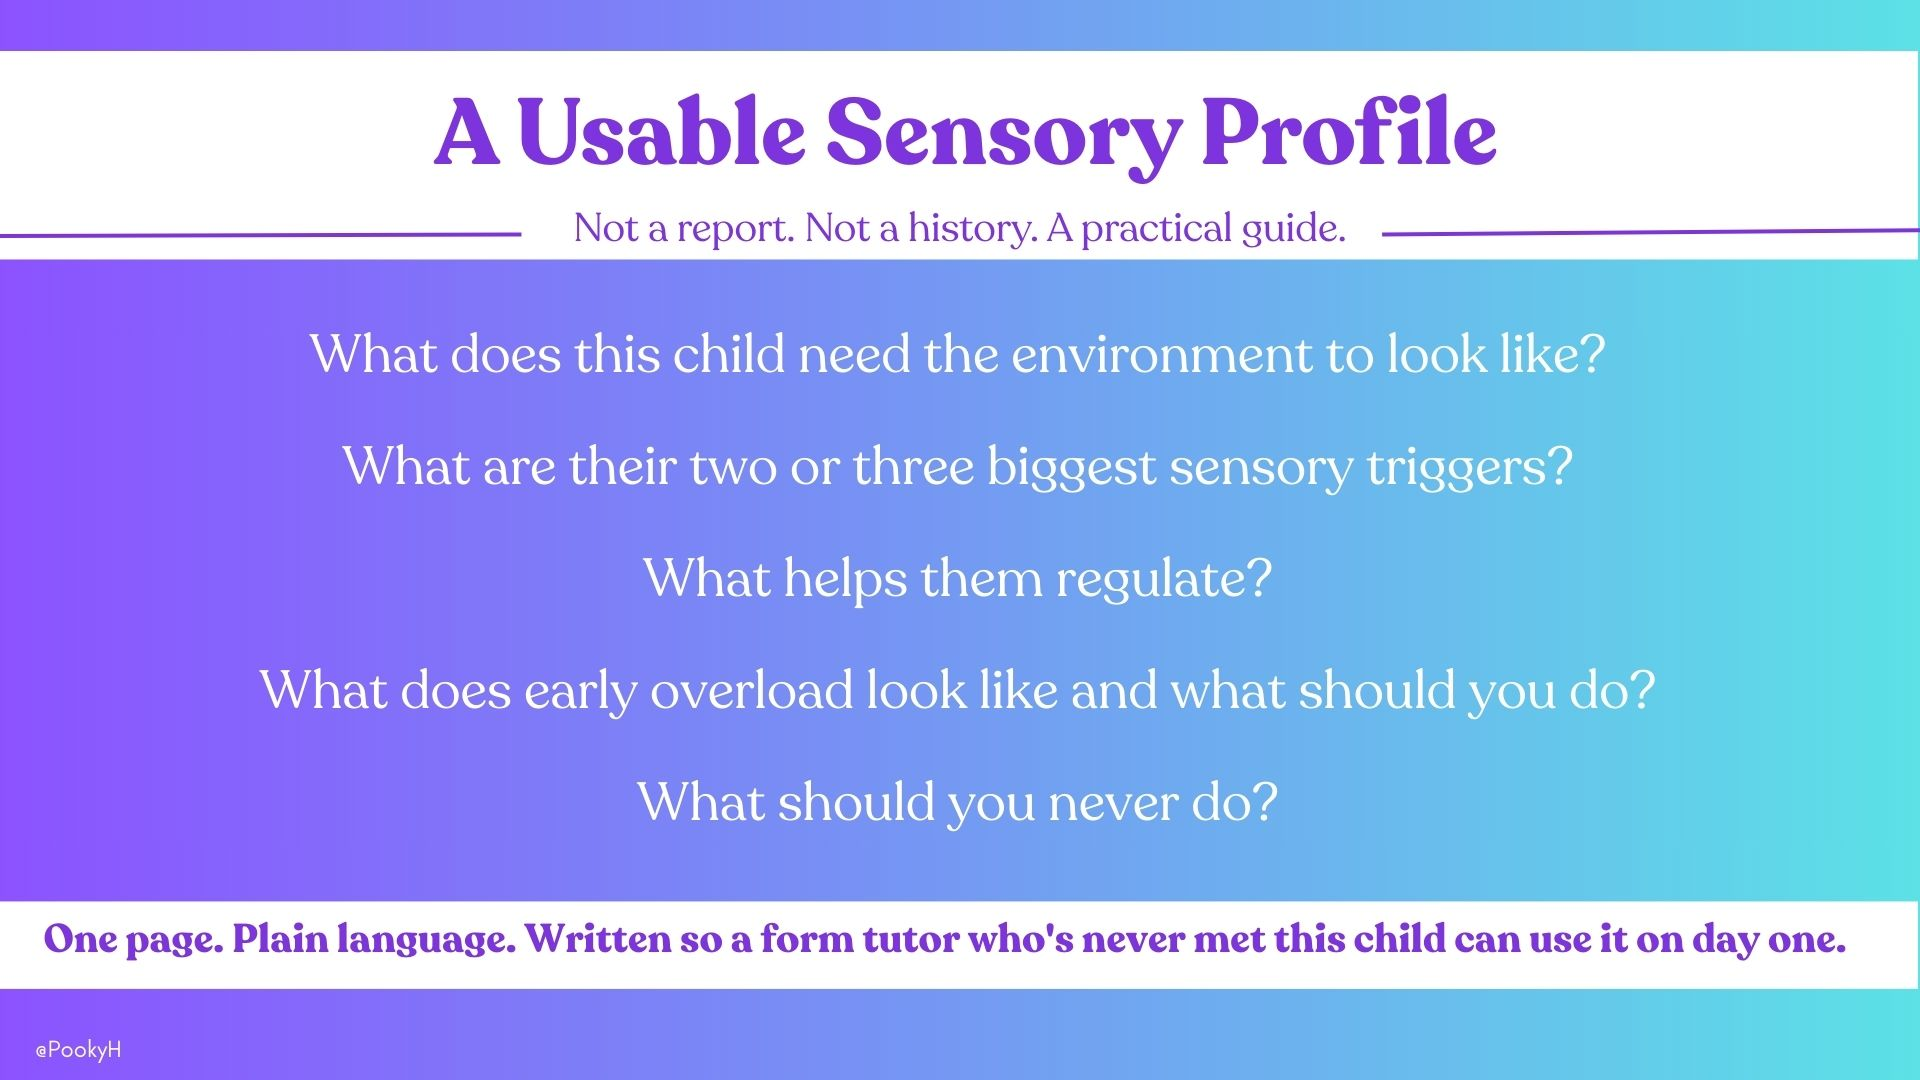 A Usable Sensory Profile
Not a report. Not a history. A practical guide.
What does this child need the environment to look like?
What are their two or three biggest sensory triggers?
What helps them regulate?
What does early overload look like and what should you do?
What should you never do?
One page. Plain language. Written so a form tutor who's never met this child can use it on day one.
@PookyH